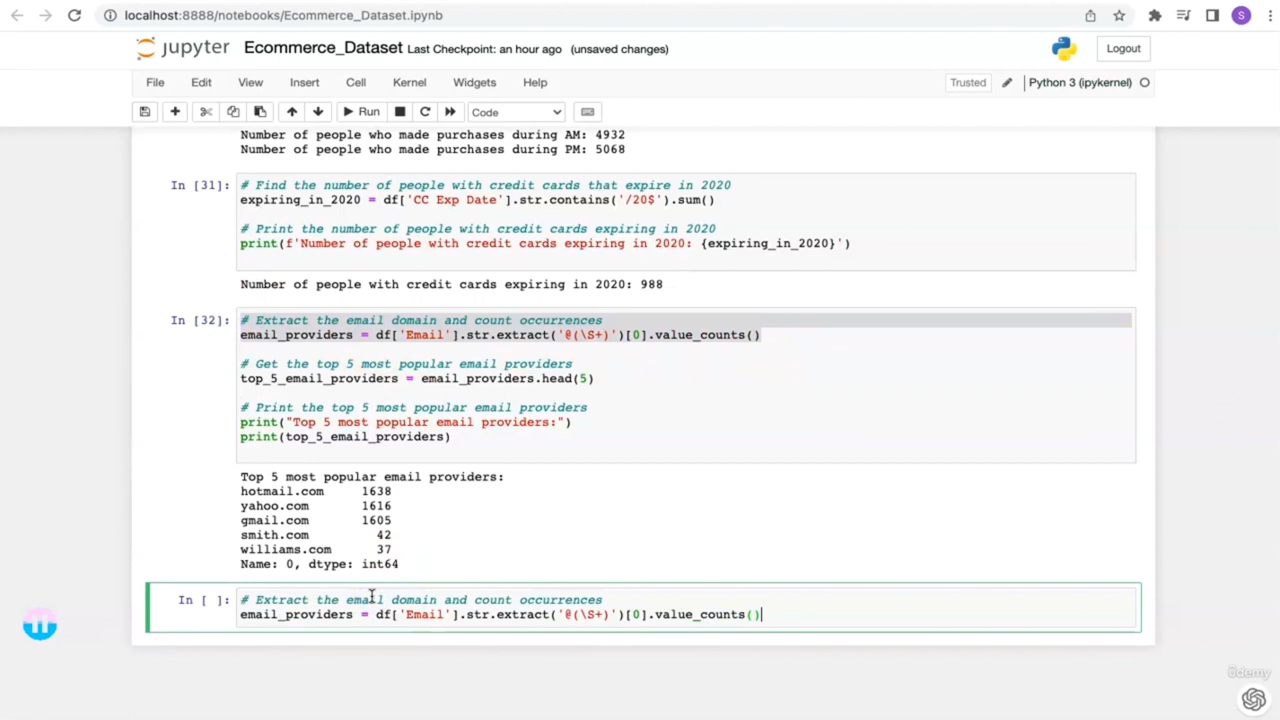 localhost:8888/notebooks/Ecommerce_Dataset.ipynb
S
jupyter Ecommerce_Dataset Last Checkpoint: an hour ago (unsaved changes)
Logout
File Edit View Insert Cell Kernel Widgets Help
Trusted
Python 3 (ipykernel)
Run
Code
Number of people who made purchases during AM: 4932
Number of people who made purchases during PM: 5068
In [31]:
# Find the number of people with credit cards that expire in 2020
expiring_in_2020 = df['CC Exp Date'].str.contains('/20$').sum()
# Print the number of people with credit cards expiring in 2020
print(f'Number of people with credit cards expiring in 2020: {expiring_in_2020}')
Number of people with credit cards expiring in 2020: 988
In [32]:
# Extract the email domain and count occurrences
email_providers = df['Email'].str.extract('@(\S+)')[0].value_counts()
# Get the top 5 most popular email providers
top_5_email_providers = email_providers.head(5)
# Print the top 5 most popular email providers
print("Top 5 most popular email providers:")
print(top_5_email_providers)
Top 5 most popular email providers:
hotmail.com 1638
yahoo.com 1616
gmail.com 1605
smith.com 42
williams.com 37
Name: 0, dtype: int64
In [ ]:
# Extract the email domain and count occurrences
email_providers = df['Email'].str.extract('@(\S+)')[0].value_counts()
ûdemy